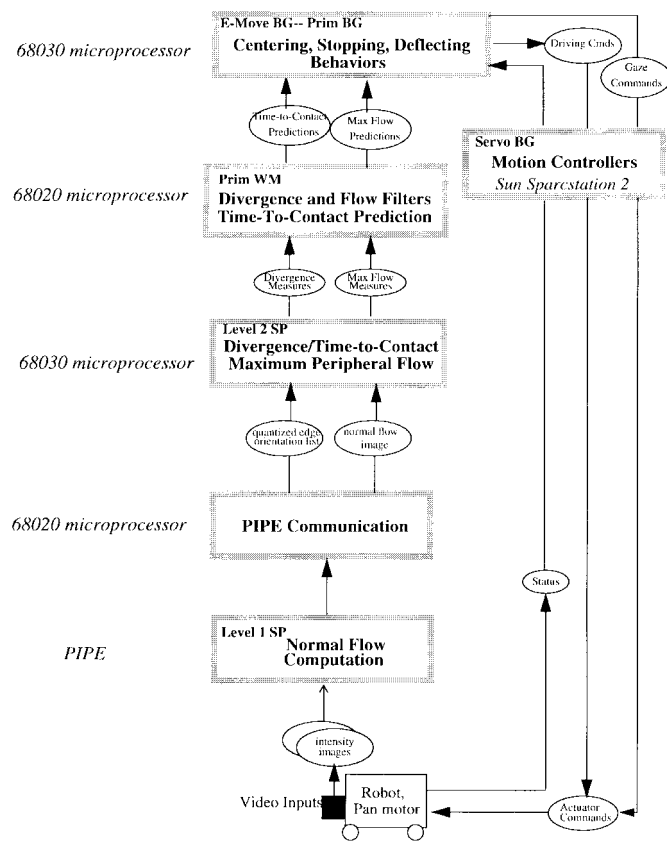 E-Move BG-- Prim BG
68030 microprocessor
Centering, Stopping, Deflecting
Behaviors
Driving Cmds
Gaze
Commands
Time-to-Contact
Predictions
Max Flow
Predictions
Servo BG
Motion Controllers
Sun Sparcstation 2
Prim WM
68020 microprocessor
Divergence and Flow Filters
Time-To-Contact Prediction
Divergence
Measures
Max Flow
Measures
Level 2 SP
68030 microprocessor
Divergence/Time-to-Contact
Maximum Peripheral Flow
quantized edge
orientation list
normal flow
image
68020 microprocessor
PIPE Communication
Status
Level 1 SP
PIPE
Normal Flow
Computation
intensity
images
Video Inputs
Robot,
Pan motor
Actuator
Commands